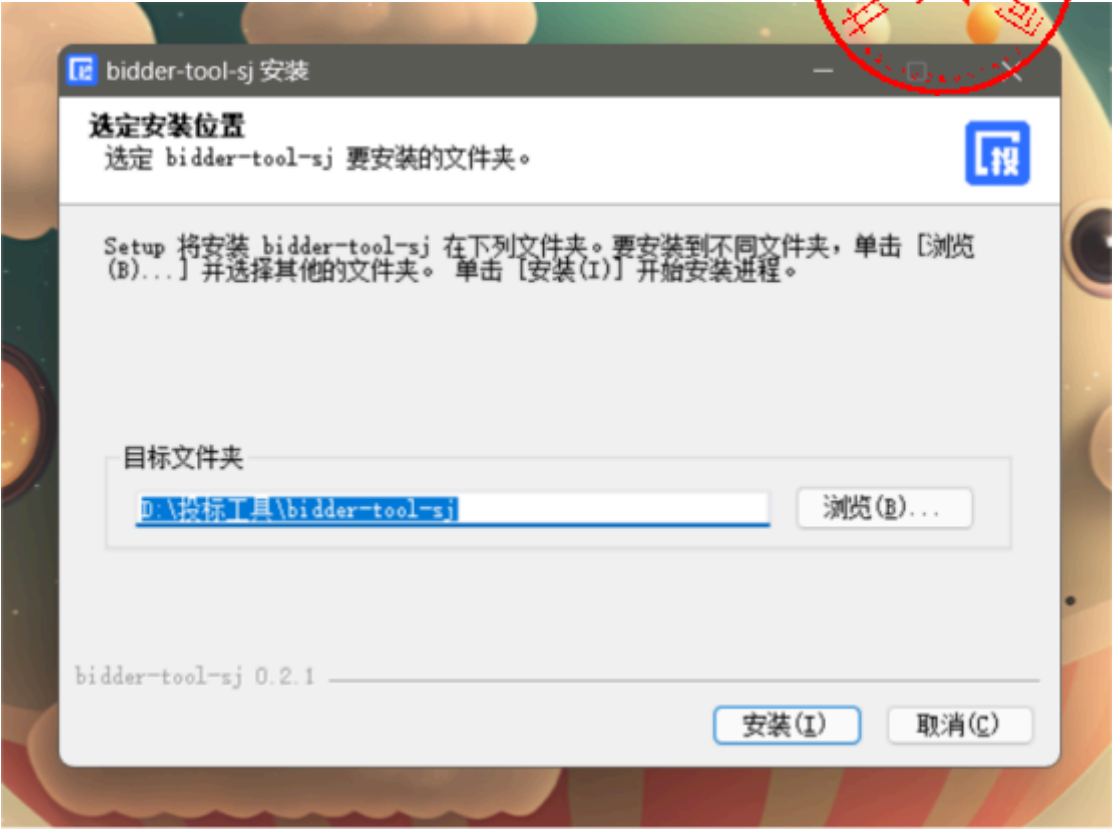 bidder-tool-sj 安装
选定安装位置
选定 bidder-tool-sj 要安装的文件夹。
投
Setup 将安装 bidder-tool-sj 在下列文件夹。要安装到不同文件夹，单击 [浏览
(B)...] 并选择其他的文件夹。 单击 [安装(I)] 开始安装进程。
目标文件夹
D:\投标工具\bidder-tool-sj
浏览(B)...
bidder-tool-sj 0.2.1
安装(I)
取消(C)